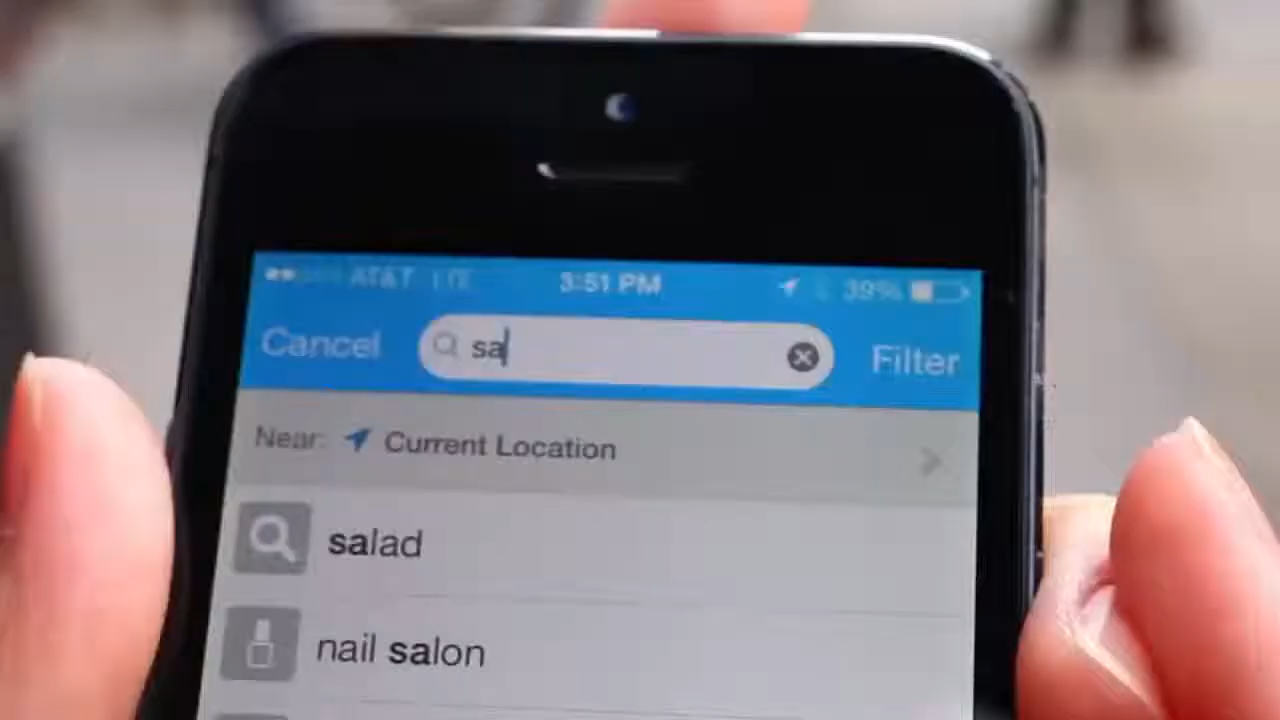 AT&T LTE 3:51 PM 39%
Cancel sa Filter
Near: Current Location
salad
nail salon